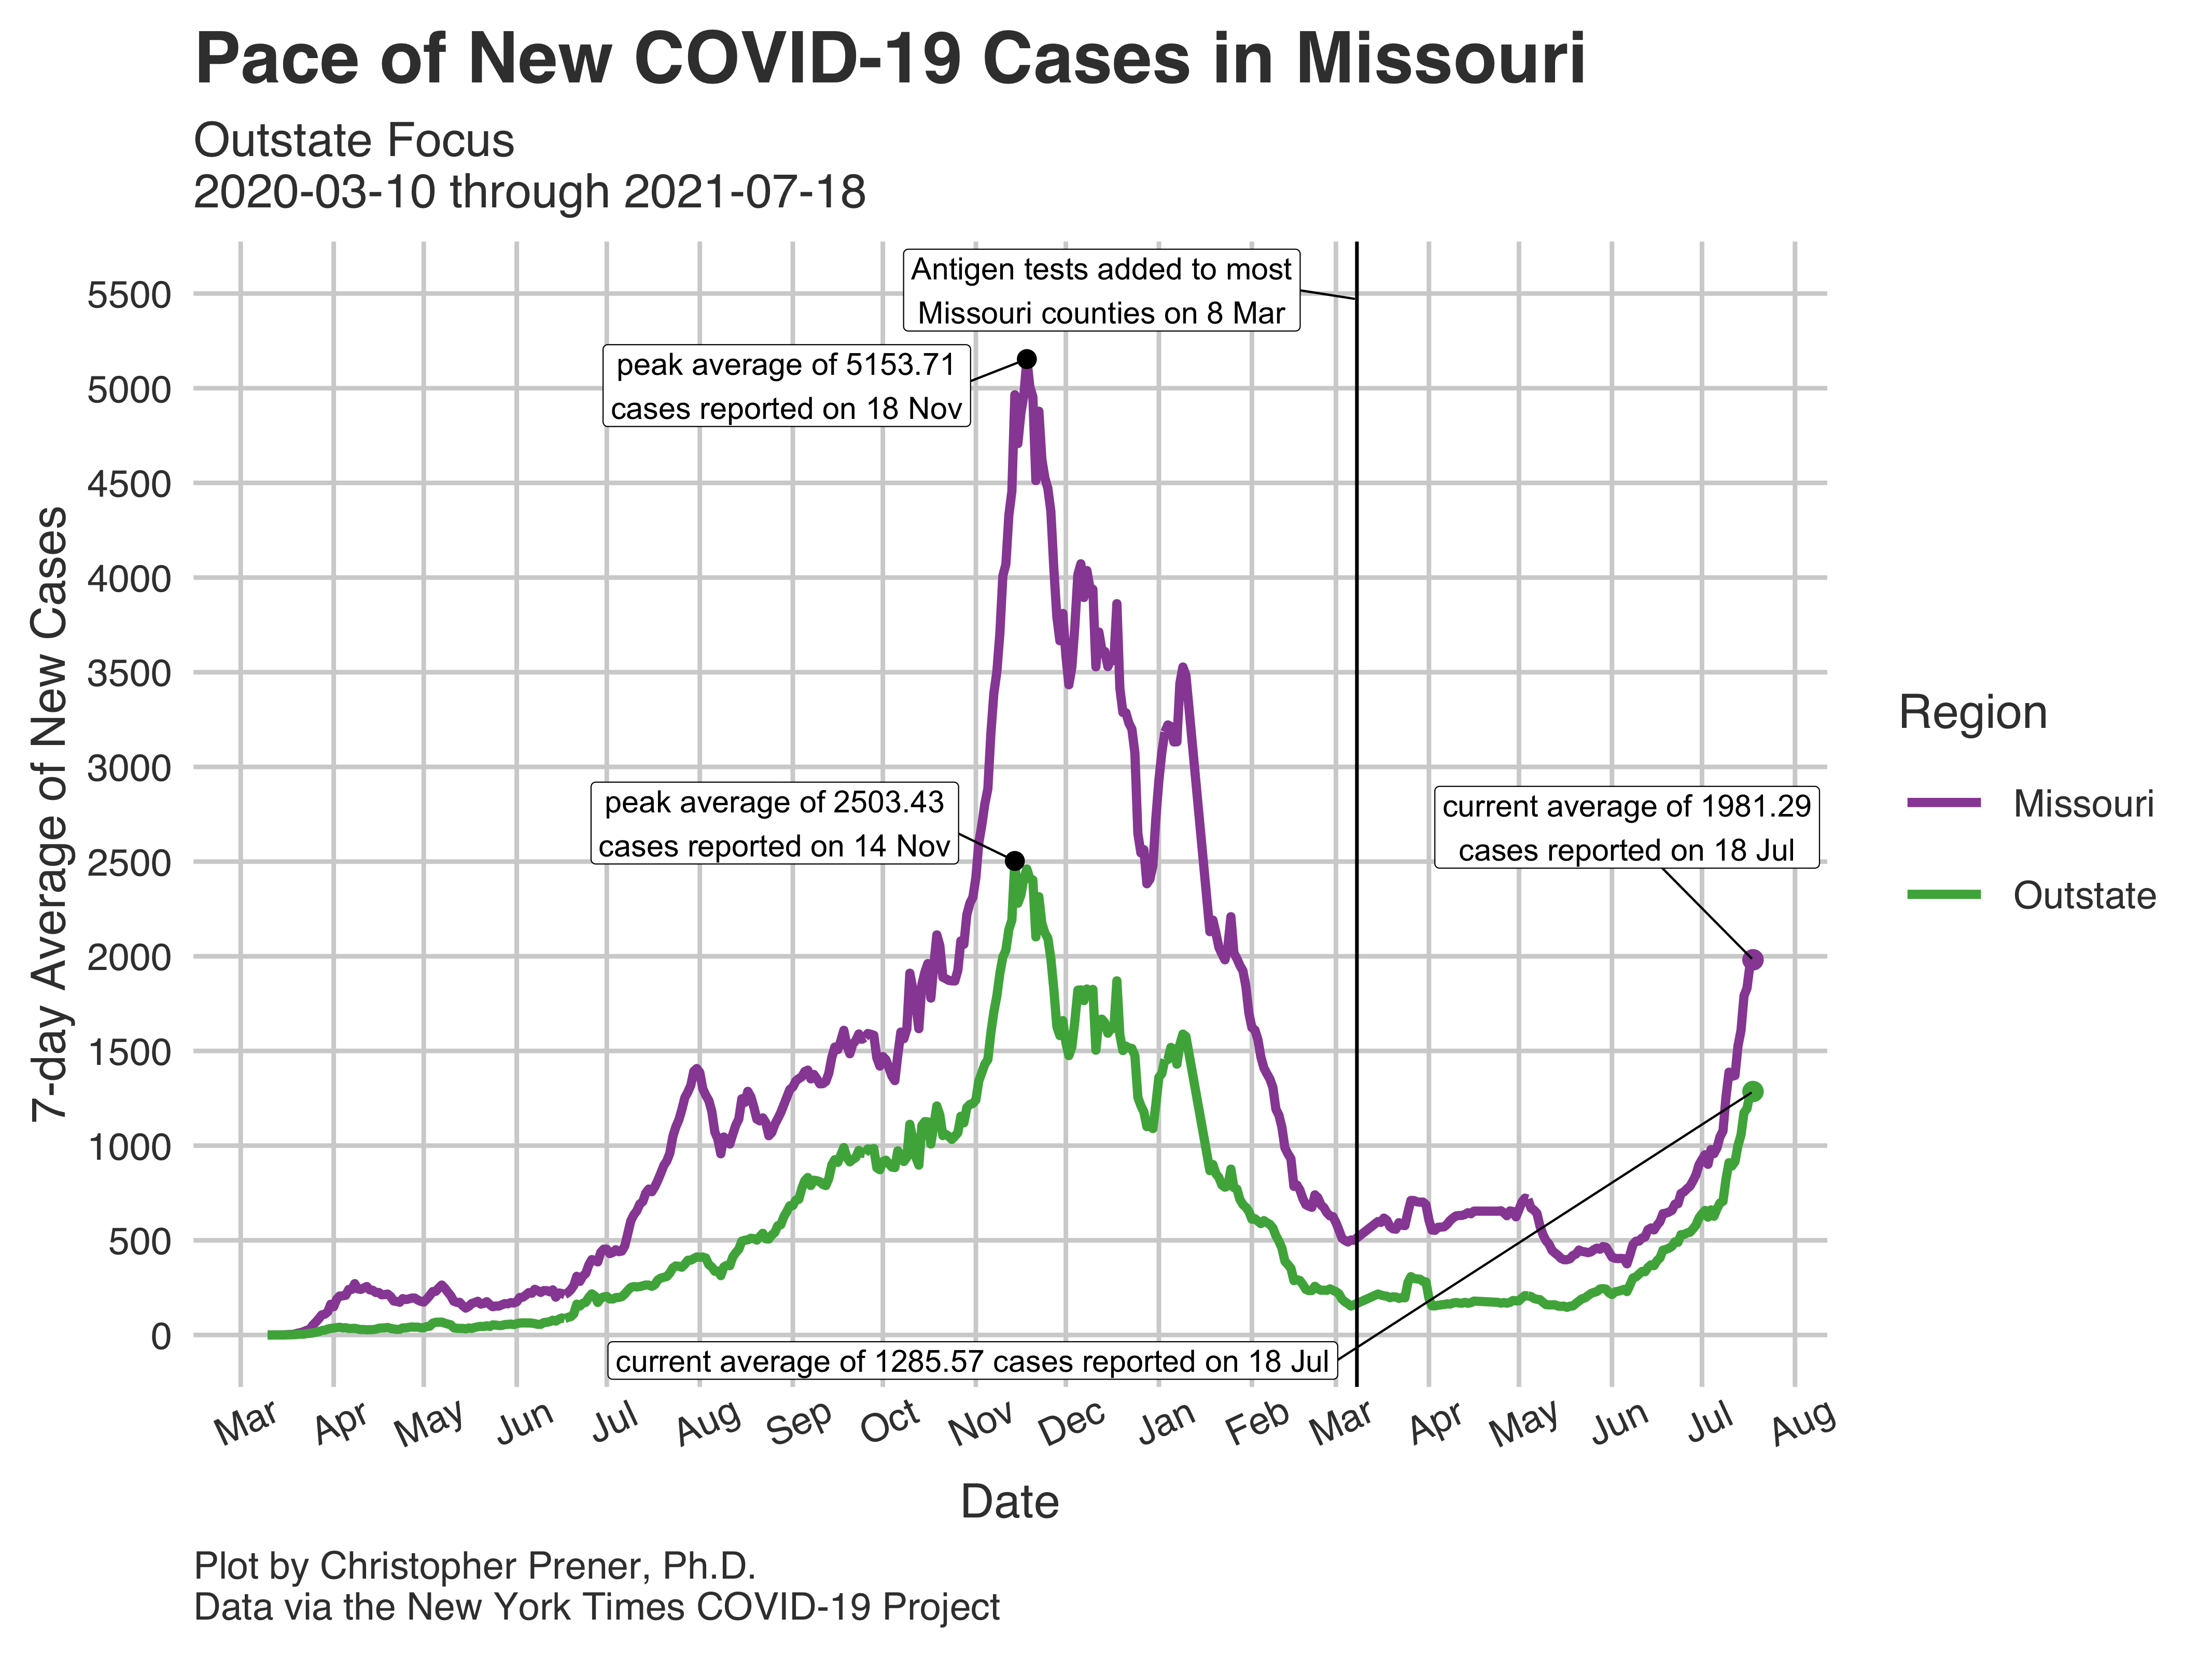 Pace of New COVID-19 Cases in Missouri
Outstate Focus
2020-03-10 through 2021-07-18
Antigen tests added to most
Missouri counties on 8 Mar
peak average of 5153.71
cases reported on 18 Nov
peak average of 2503.43
cases reported on 14 Nov
current average of 1981.29
cases reported on 18 Jul
current average of 1285.57 cases reported on 18 Jul
7-day Average of New Cases
5500
5000
4500
4000
3500
3000
2500
2000
1500
1000
500
0
Mar Apr May Jun Jul Aug Sep Oct Nov Dec Jan Feb Mar Apr May Jun Jul Aug
Date
Region
Missouri
Outstate
Plot by Christopher Prener, Ph.D.
Data via the New York Times COVID-19 Project